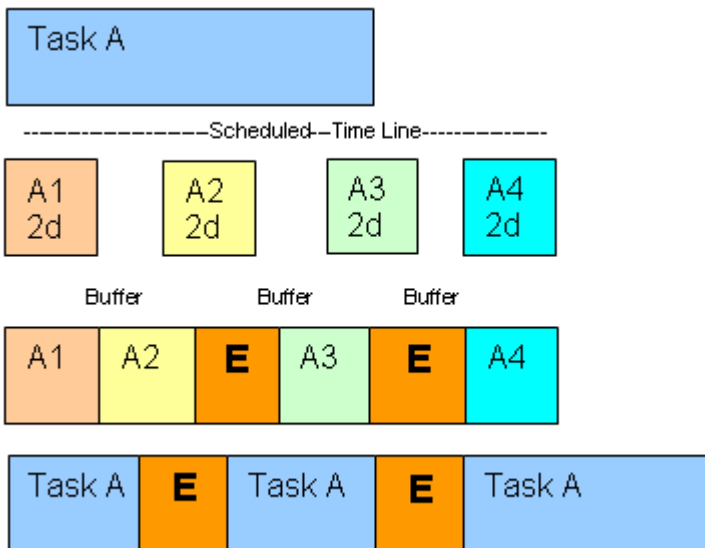 Task A
-----------------------Scheduled---Time Line----------------
A1 A2 A3 A4
2d 2d 2d 2d
Buffer Buffer Buffer
A1 A2 E A3 E A4
Task A E Task A E Task A